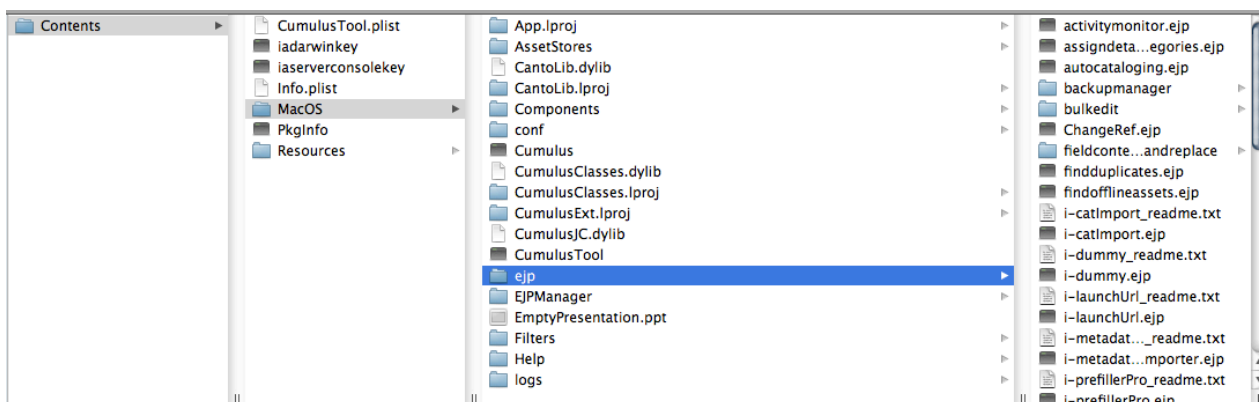 Contents
CumulusTool.plist
iadarwinkey
iaserverconsolekey
Info.plist
MacOS
PkgInfo
Resources
App.lproj
AssetStores
CantoLib.dylib
CantoLib.lproj
Components
conf
Cumulus
CumulusClasses.dylib
CumulusClasses.lproj
CumulusExt.lproj
CumulusJC.dylib
CumulusTool
ejp
EJPManager
EmptyPresentation.ppt
Filters
Help
logs
activitymonitor.ejp
assigndeta...egories.ejp
autocataloging.ejp
backupmanager
bulkedit
ChangeRef.ejp
fieldconte...andreplace
findduplicates.ejp
findofflineassets.ejp
i-catImport_readme.txt
i-catImport.ejp
i-dummy_readme.txt
i-dummy.ejp
i-launchUrl_readme.txt
i-launchUrl.ejp
i-metadat..._readme.txt
i-metadat...mporter.ejp
i-prefillerPro_readme.txt
i-prefillerPro.ejp